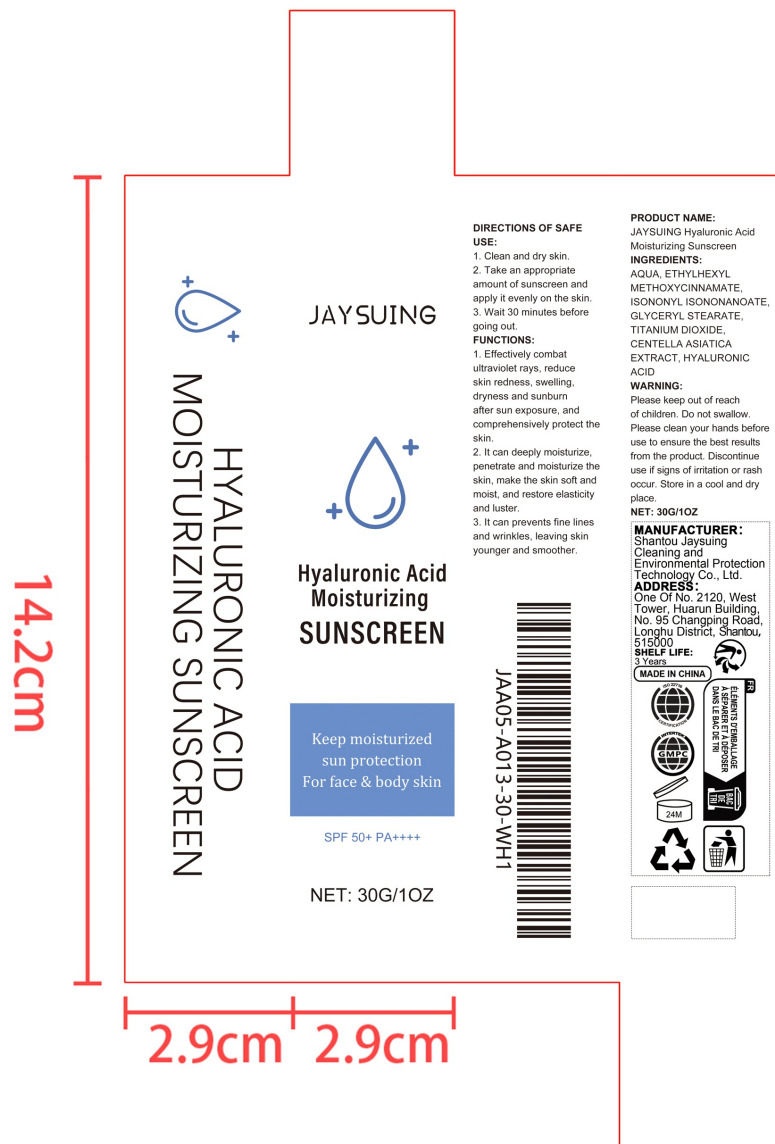 14.2cm
HYALURONIC ACID
MOISTURIZING SUNSCREEN
JAYSUING
Hyaluronic Acid
Moisturizing
SUNSCREEN
Keep moisturized
sun protection
For face & body skin
SPF 50+ PA++++
NET: 30G/1OZ
2.9cm
2.9cm
DIRECTIONS OF SAFE
USE:
1. Clean and dry skin.
2. Take an appropriate
amount of sunscreen and
apply it evenly on the skin.
3. Wait 30 minutes before
going out.
FUNCTIONS:
1. Effectively combat
ultraviolet rays, reduce
skin redness, swelling,
dryness and sunburn
after sun exposure, and
comprehensively protect the
skin.
2. It can deeply moisturize,
penetrate and moisturize the
skin, make the skin soft and
moist, and restore elasticity
and luster.
3. It can prevents fine lines
and wrinkles, leaving skin
younger and smoother.
JAA05-A013-30-WH1
PRODUCT NAME:
JAYSUING Hyaluronic Acid
Moisturizing Sunscreen
INGREDIENTS:
AQUA, ETHYLHEXYL
METHOXYCINNAMATE,
ISONONYL ISONONANOATE,
GLYCERYL STEARATE,
TITANIUM DIOXIDE,
CENTELLA ASIATICA
EXTRACT, HYALURONIC
ACID
WARNING:
Please keep out of reach
of children. Do not swallow.
Please clean your hands before
use to ensure the best results
from the product. Discontinue
use if signs of irritation or rash
occur. Store in a cool and dry
place.
NET: 30G/1OZ
MANUFACTURER:
Shantou Jaysuing
Cleaning and
Environmental Protection
Technology Co., Ltd.
ADDRESS:
One Of No. 2120, West
Tower, Huarun Building,
No. 95 Changping Road,
Longhu District, Shantou,
515000
SHELF LIFE:
3 Years
MADE IN CHINA
ISO 22716
CERTIFICATION
INTERTEK
GMPC
24M
FR
ÉLÉMENTS D'EMBALLAGE
À SÉPARER ET À DÉPOSER
DANS LE BAC DE TRI
BAC
DE
TRI